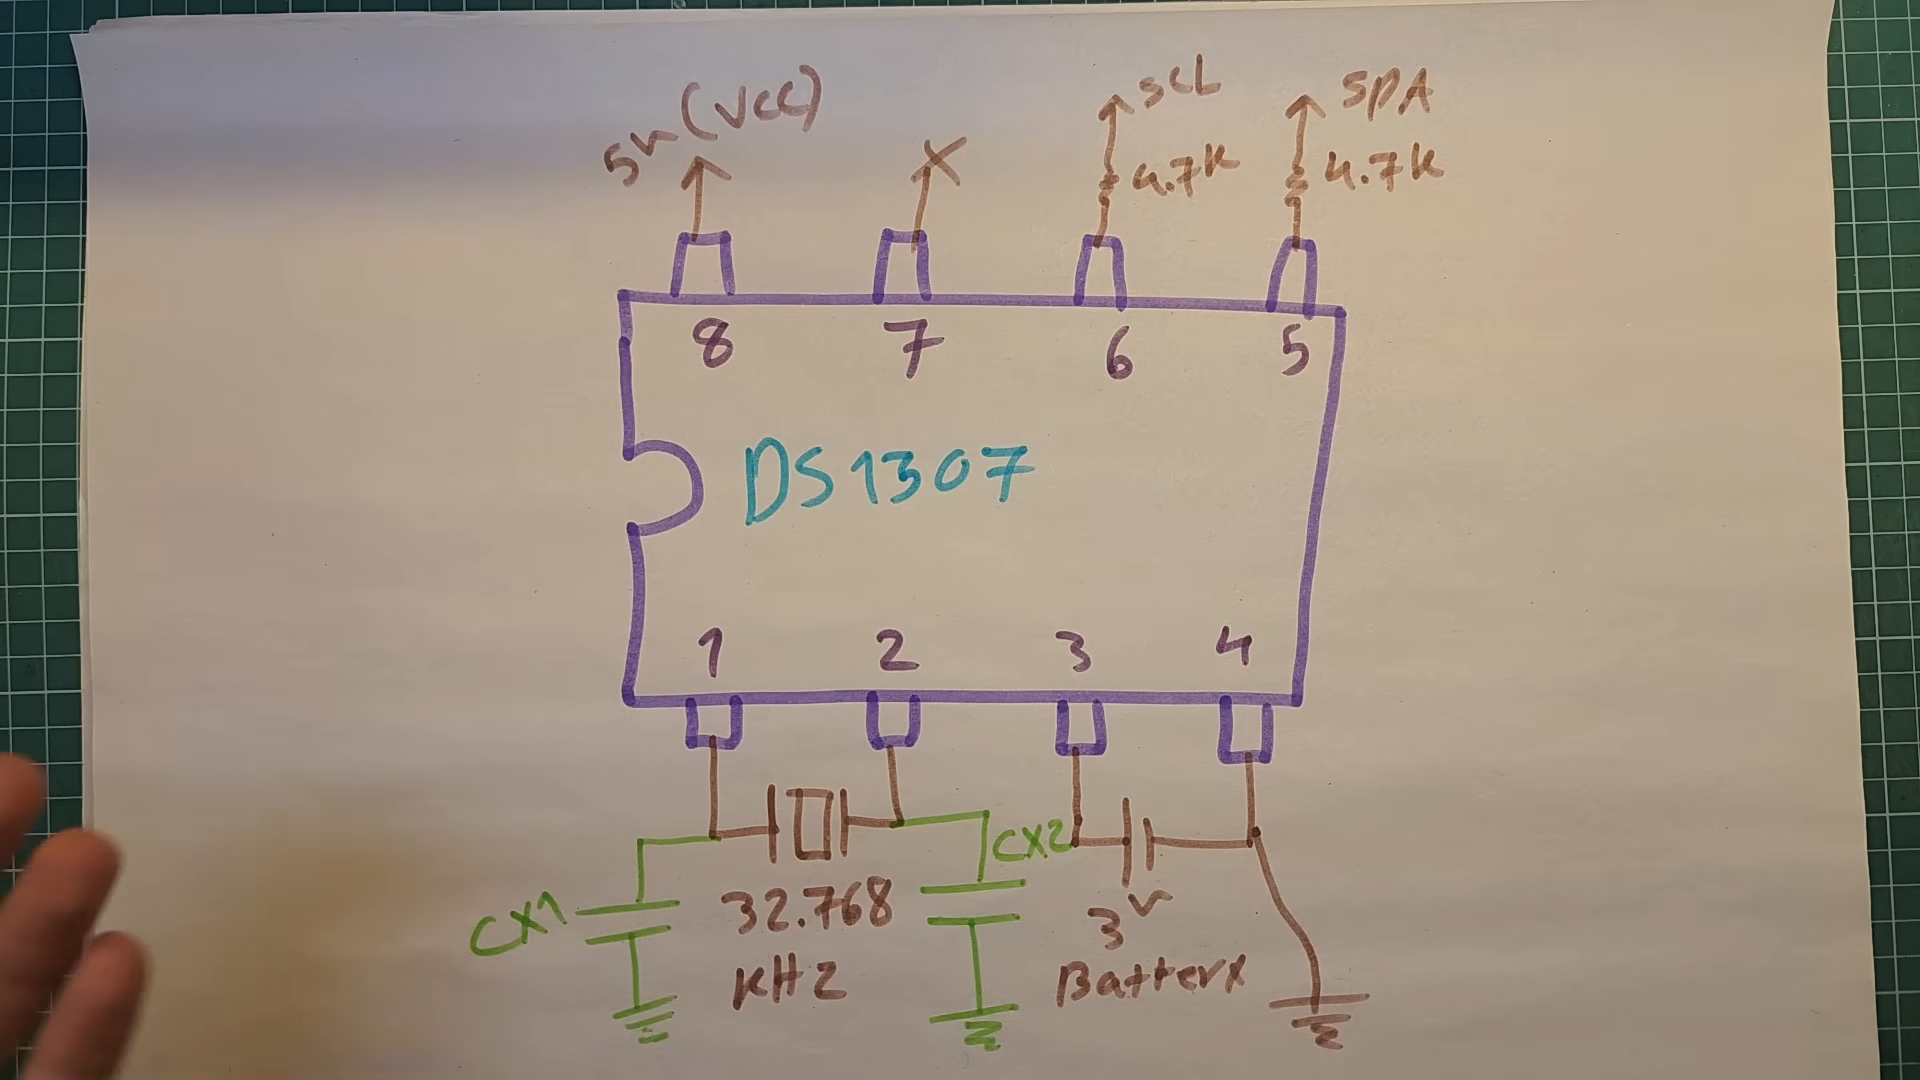 5v (VCC)
X
SCL
SDA
4.7K
4.7K
8
7
6
5
DS1307
1
2
3
4
CX1
32.768
KHZ
CX2
3v
Battery